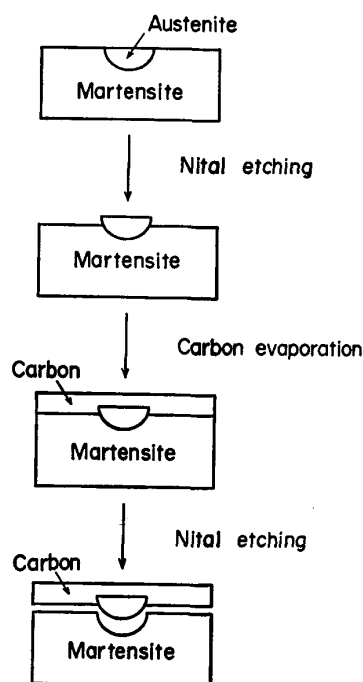 Austenite
Martensite
Nital etching
Martensite
Carbon evaporation
Carbon
Martensite
Nital etching
Carbon
Martensite